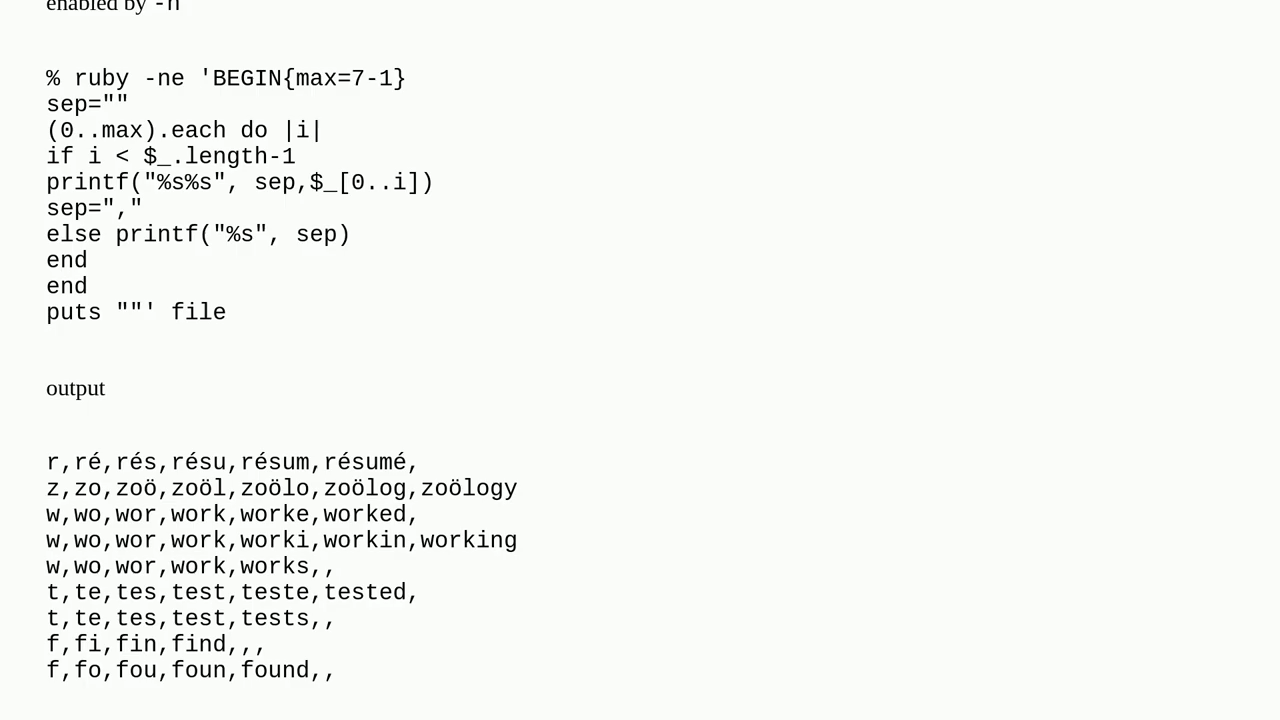 enabled by -n
% ruby -ne 'BEGIN{max=7-1}
sep=""
(0..max).each do |i|
if i < $_.length-1
printf("%s%s", sep,$_[0..i])
sep=","
else printf("%s", sep)
end
end
puts ""' file
output
r,ré,rés,résu,résum,résumé,
z,zo,zoö,zoöl,zoölo,zoölog,zoölogy
w,wo,wor,work,worke,worked,
w,wo,wor,work,worki,workin,working
w,wo,wor,work,works,,
t,te,tes,test,teste,tested,
t,te,tes,test,tests,,
f,fi,fin,find,,,
f,fo,fou,foun,found,,